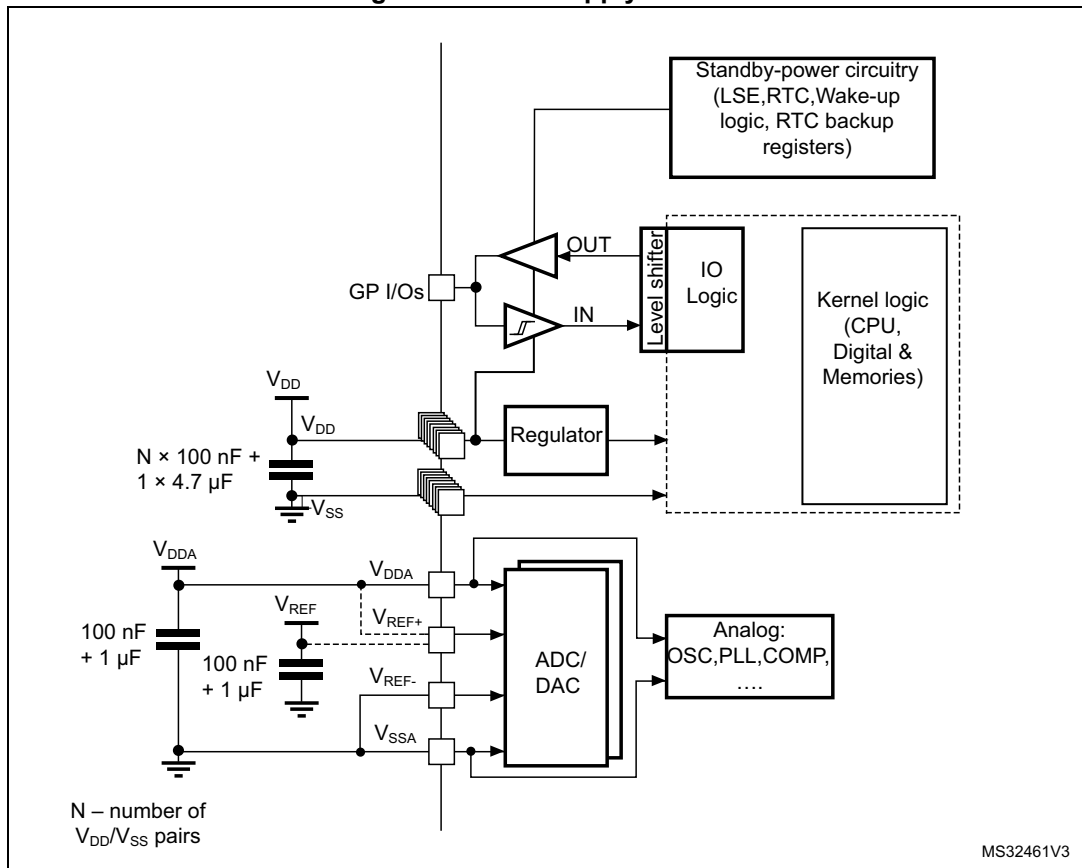 Standby-power circuitry
(LSE,RTC,Wake-up
logic, RTC backup
registers)
OUT
Level shifter
IO
Logic
GP I/Os
IN
Kernel logic
(CPU,
Digital &
Memories)
VDD
VDD
Regulator
N × 100 nF +
1 × 4.7 µF
VSS
VDDA
VDDA
VREF
VREF+
100 nF
+ 1 µF
100 nF
+ 1 µF
VREF-
ADC/
DAC
Analog:
OSC,PLL,COMP,
....
VSSA
N – number of
VDD/VSS pairs
MS32461V3